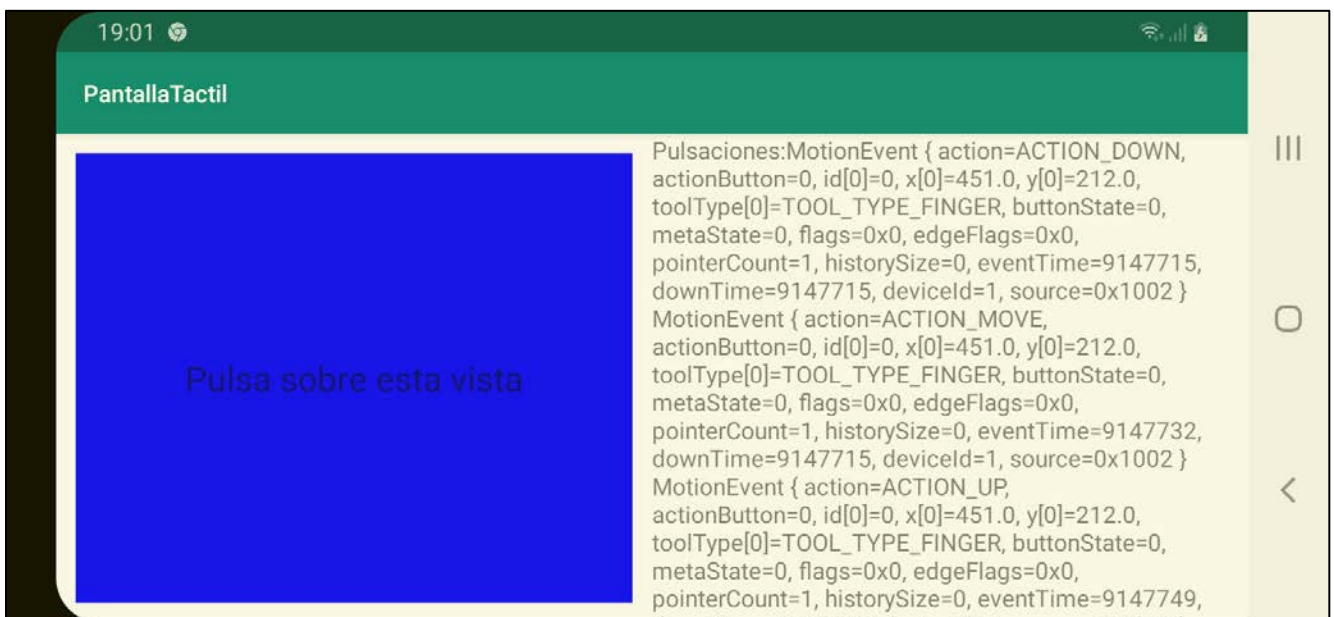 19:01
PantallaTactil
Pulsa sobre esta vista
Pulsaciones:MotionEvent { action=ACTION_DOWN,
actionButton=0, id[0]=0, x[0]=451.0, y[0]=212.0,
toolType[0]=TOOL_TYPE_FINGER, buttonState=0,
metaState=0, flags=0x0, edgeFlags=0x0,
pointerCount=1, historySize=0, eventTime=9147715,
downTime=9147715, deviceId=1, source=0x1002 }
MotionEvent { action=ACTION_MOVE,
actionButton=0, id[0]=0, x[0]=451.0, y[0]=212.0,
toolType[0]=TOOL_TYPE_FINGER, buttonState=0,
metaState=0, flags=0x0, edgeFlags=0x0,
pointerCount=1, historySize=0, eventTime=9147732,
downTime=9147715, deviceId=1, source=0x1002 }
MotionEvent { action=ACTION_UP,
actionButton=0, id[0]=0, x[0]=451.0, y[0]=212.0,
toolType[0]=TOOL_TYPE_FINGER, buttonState=0,
metaState=0, flags=0x0, edgeFlags=0x0,
pointerCount=1, historySize=0, eventTime=9147749,